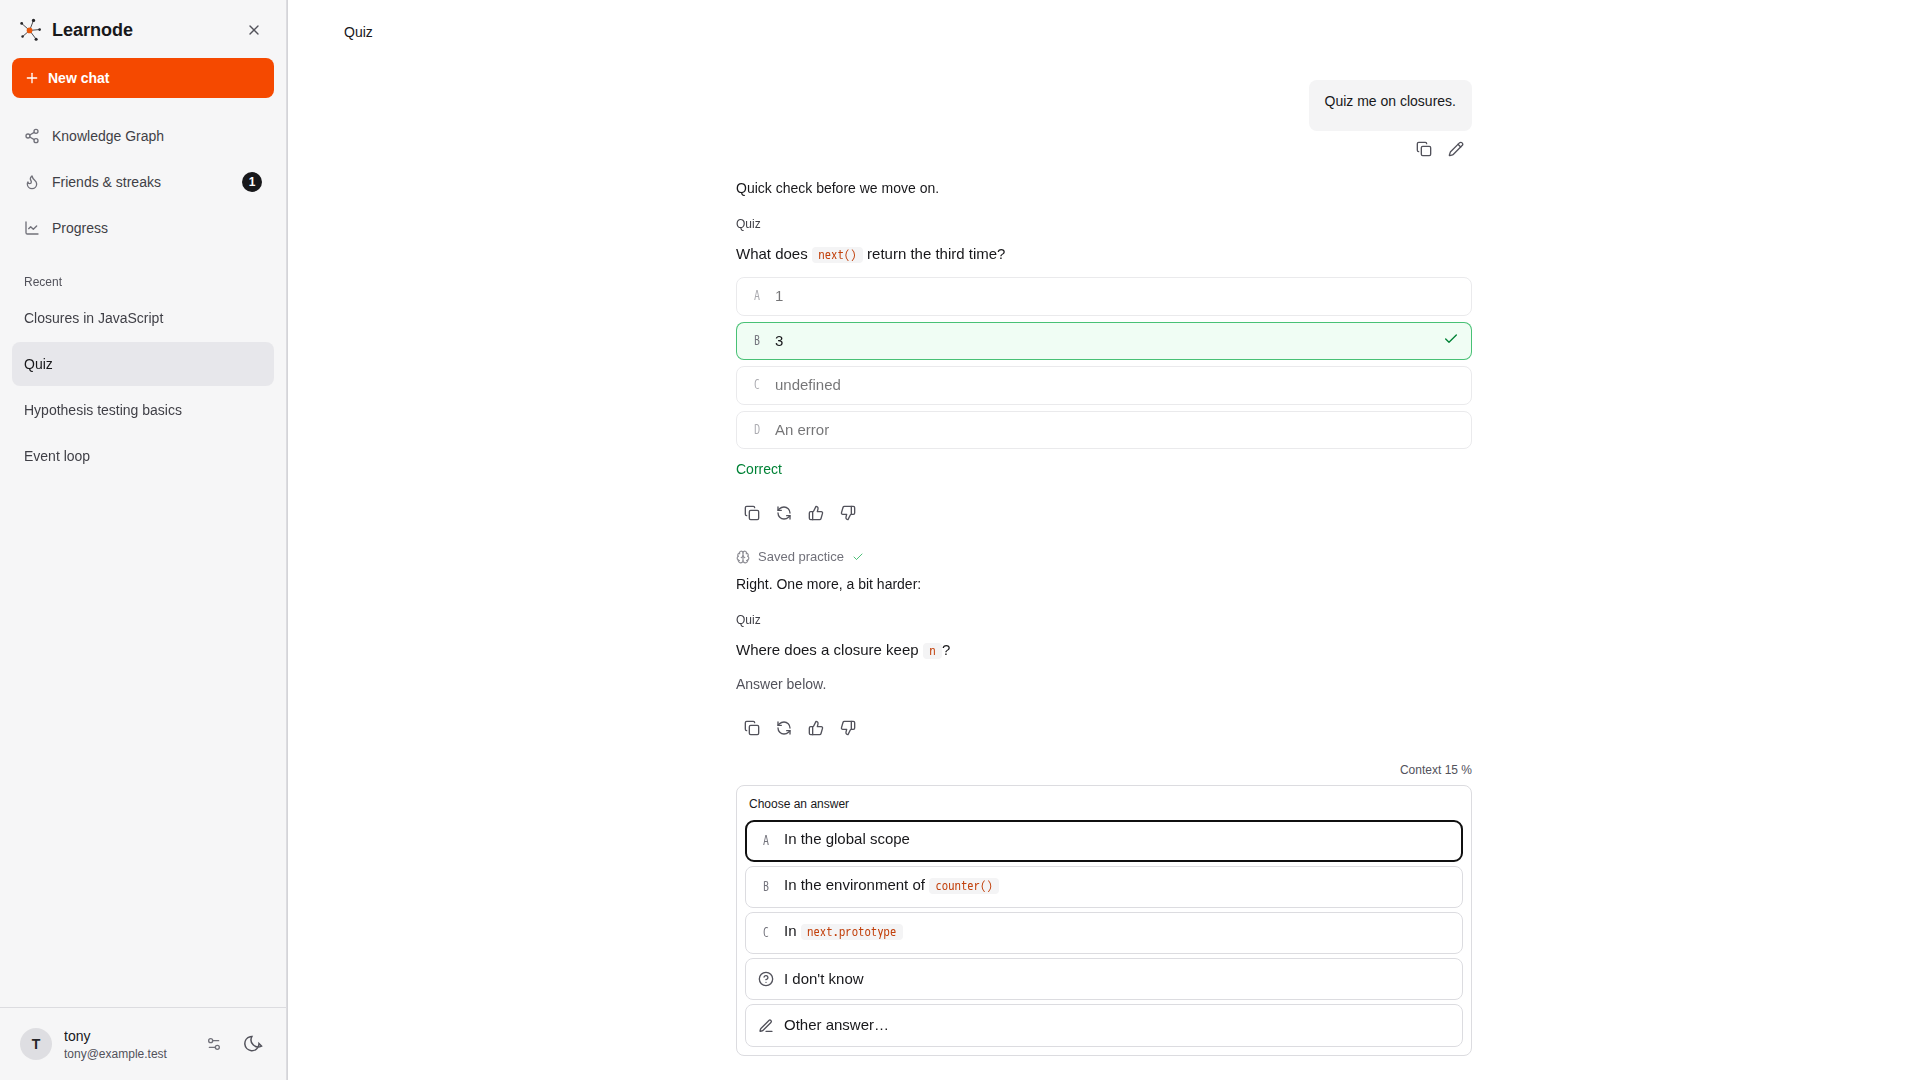 Learnode
New chat
Knowledge Graph
Friends & streaks 1
Progress
Recent
Closures in JavaScript
Quiz
Hypothesis testing basics
Event loop
T
tony
tony@example.test
Quiz
Quiz me on closures.
Quick check before we move on.
Quiz
What does next() return the third time?
A 1
B 3
C undefined
D An error
Correct
Saved practice
Right. One more, a bit harder:
Quiz
Where does a closure keep n?
Answer below.
Context 15 %
Choose an answer
A In the global scope
B In the environment of counter()
C In next.prototype
I don't know
Other answer…